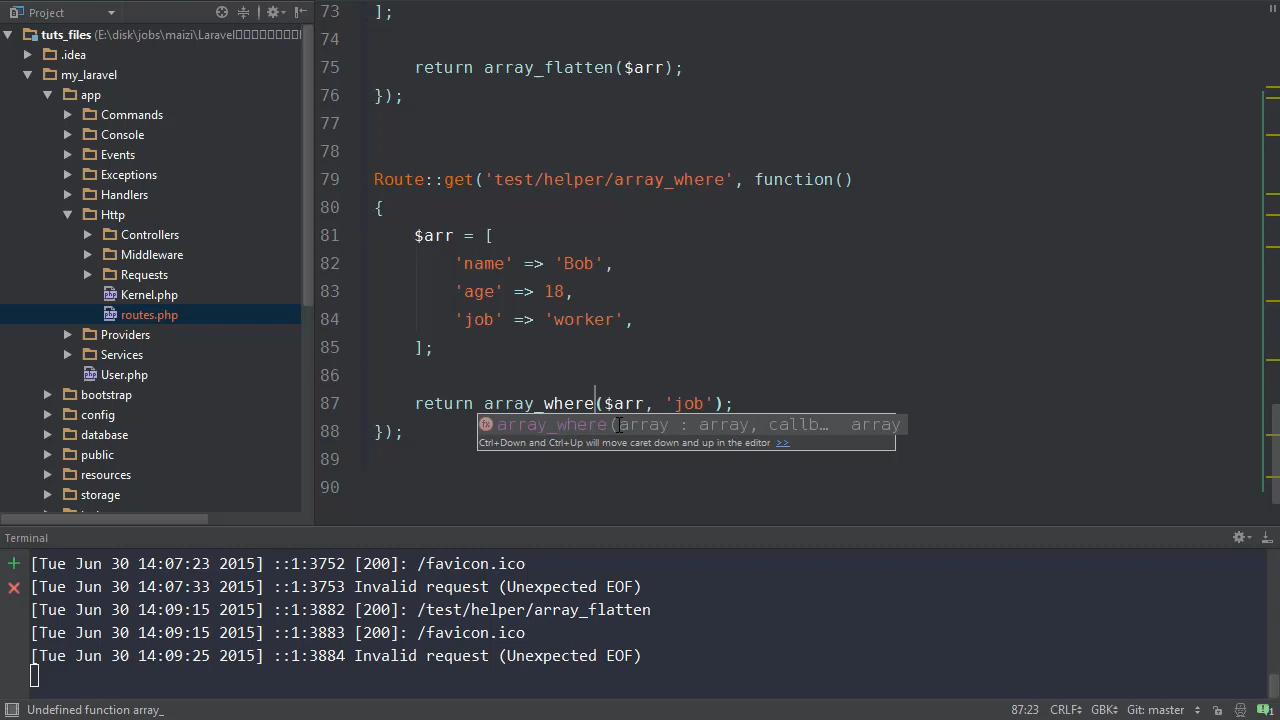 Project
tuts_files (E:\disk\jobs\maizi\Laravel
.idea
my_laravel
app
Commands
Console
Events
Exceptions
Handlers
Http
Controllers
Middleware
Requests
Kernel.php
routes.php
Providers
Services
User.php
bootstrap
config
database
public
resources
storage
73 ];
74
75 return array_flatten($arr);
76 });
77
78
79 Route::get('test/helper/array_where', function()
80 {
81 $arr = [
82 'name' => 'Bob',
83 'age' => 18,
84 'job' => 'worker',
85 ];
86
87 return array_where($arr, 'job');
88 });
89
90
array_where(array : array, callb… array
Ctrl+Down and Ctrl+Up will move caret down and up in the editor >>
Terminal
[Tue Jun 30 14:07:23 2015] ::1:3752 [200]: /favicon.ico
[Tue Jun 30 14:07:33 2015] ::1:3753 Invalid request (Unexpected EOF)
[Tue Jun 30 14:09:15 2015] ::1:3882 [200]: /test/helper/array_flatten
[Tue Jun 30 14:09:15 2015] ::1:3883 [200]: /favicon.ico
[Tue Jun 30 14:09:25 2015] ::1:3884 Invalid request (Unexpected EOF)
Undefined function array_ 87:23 CRLF GBK Git: master 1